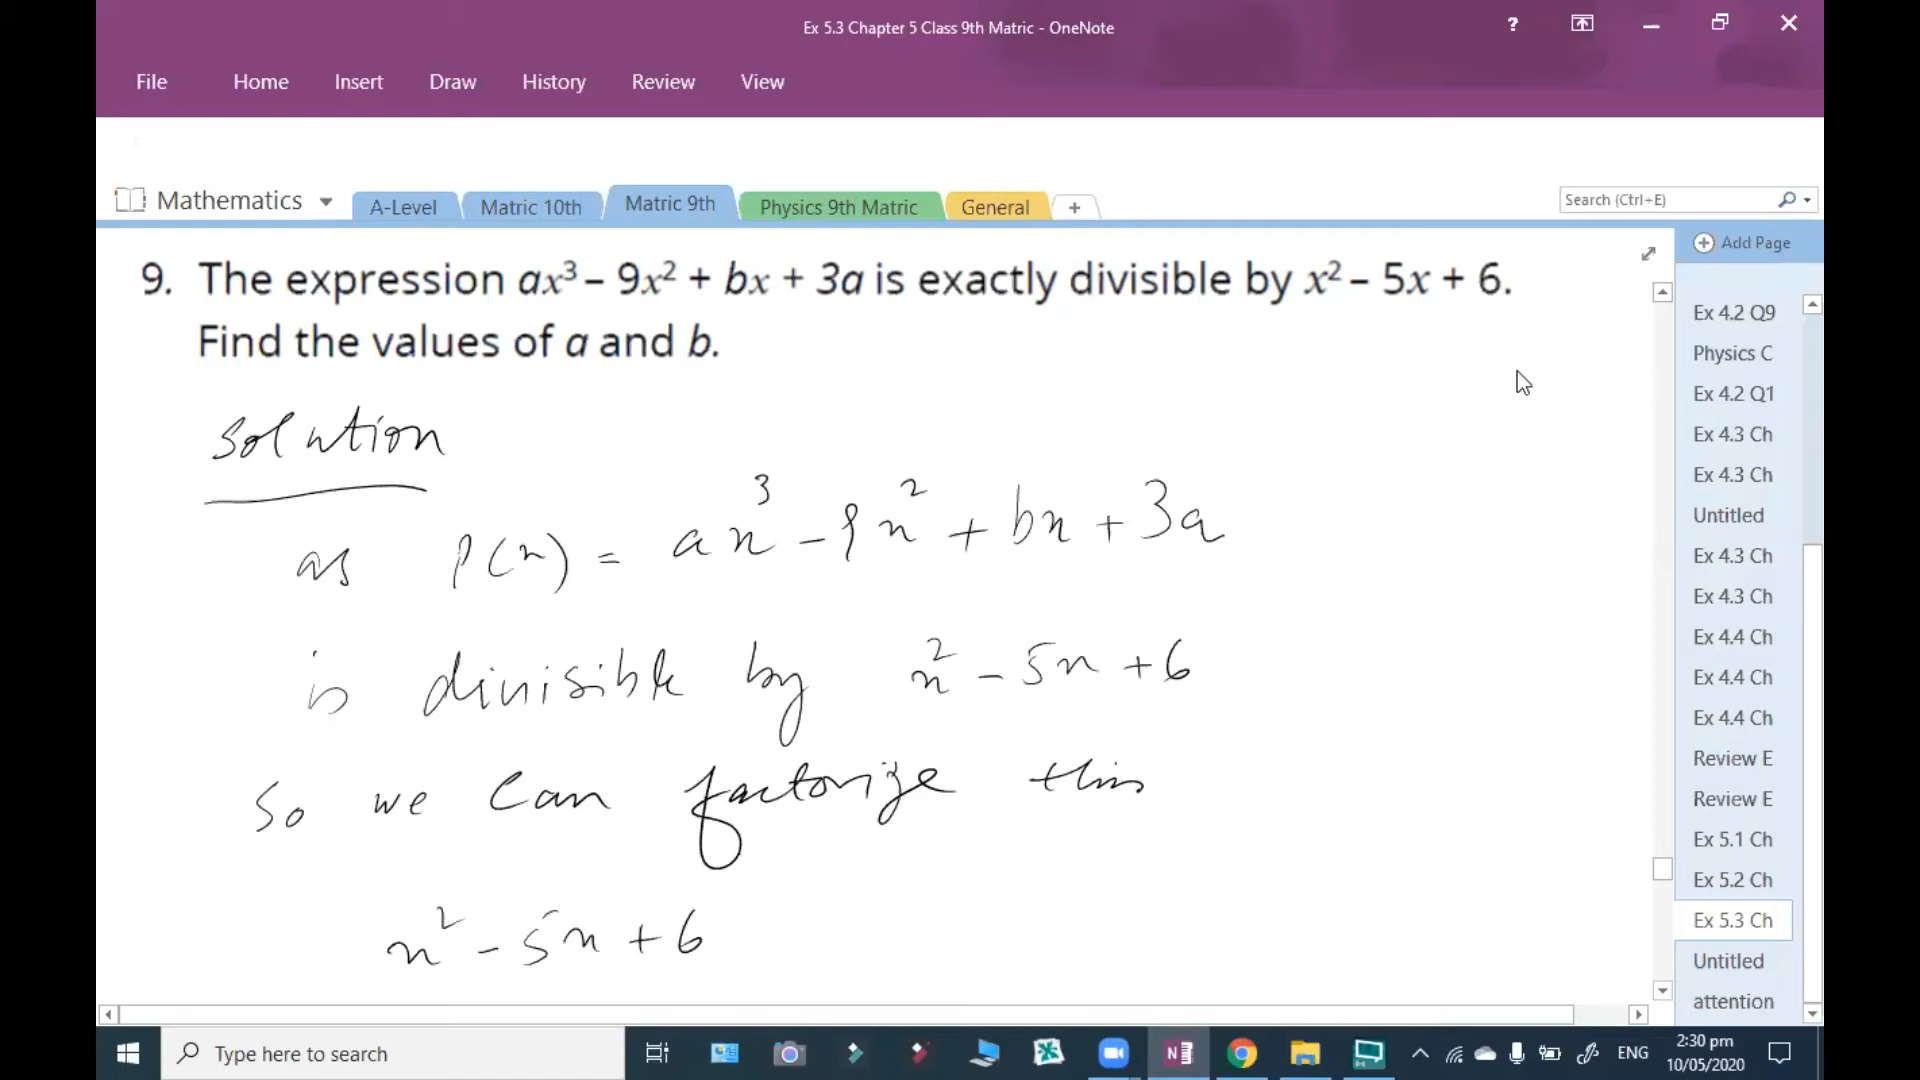 Ex 5.3 Chapter 5 Class 9th Matric - OneNote
?
File Home Insert Draw History Review View
Mathematics A-Level Matric 10th Matric 9th Physics 9th Matric General +
Search (Ctrl+E)
Add Page
9. The expression ax³ – 9x² + bx + 3a is exactly divisible by x² – 5x + 6.
Find the values of a and b.
Solution
as P(x) = ax³ - 9x² + bx + 3a
is divisible by x² - 5x + 6
So we can factorize this
x² - 5x + 6
Ex 4.2 Q9
Physics C
Ex 4.2 Q1
Ex 4.3 Ch
Ex 4.3 Ch
Untitled
Ex 4.3 Ch
Ex 4.3 Ch
Ex 4.4 Ch
Ex 4.4 Ch
Ex 4.4 Ch
Review E
Review E
Ex 5.1 Ch
Ex 5.2 Ch
Ex 5.3 Ch
Untitled
attention
Type here to search
N
ENG
2:30 pm
10/05/2020